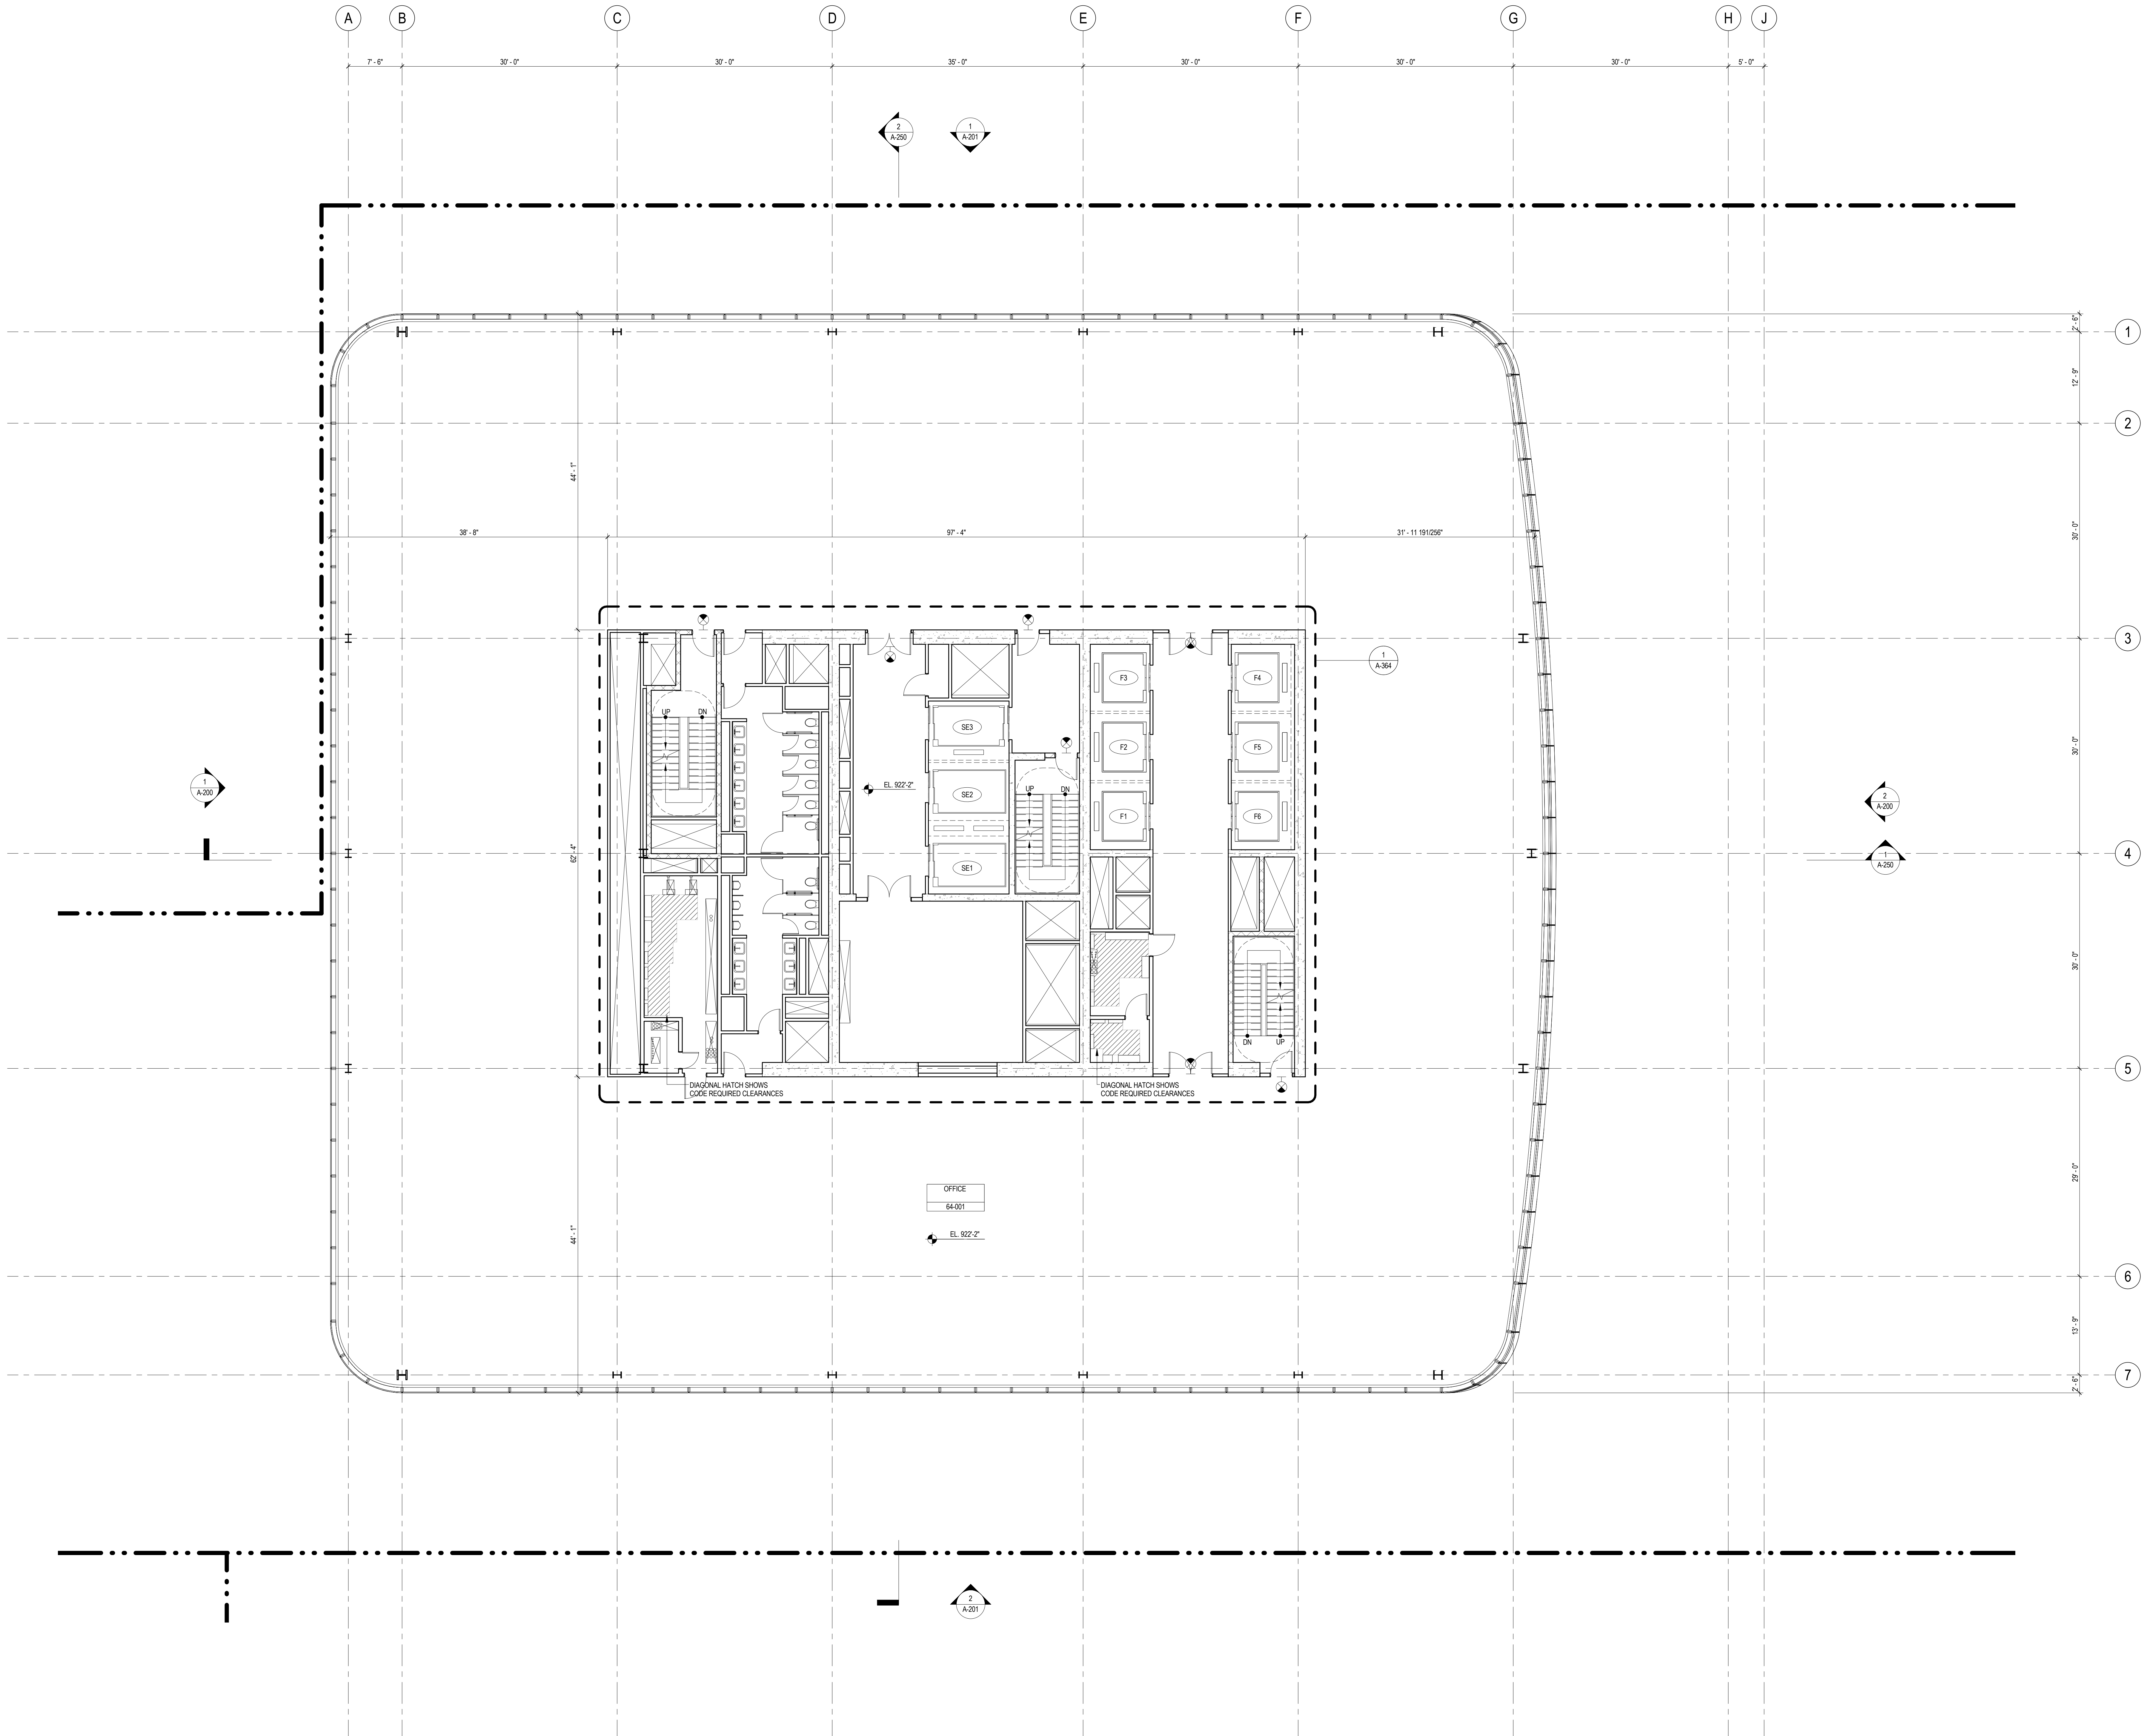 A
B
C
D
E
F
G
H
J
7' - 6"
30' - 0"
30' - 0"
35' - 0"
30' - 0"
30' - 0"
30' - 0"
5' - 0"
2
A-250
1
A-201
2' - 6"
1
12' - 9"
2
44' - 1"
30' - 0"
38' - 8"
97' - 4"
31' - 11 191/256"
3
1
A-364
F3
F4
UP
DN
SE3
F2
F5
30' - 0"
1
A-200
EL. 922'-2"
SE2
UP
DN
F1
F6
2
A-200
62' - 4"
4
1
A-250
SE1
30' - 0"
DN
UP
5
DIAGONAL HATCH SHOWS
CODE REQUIRED CLEARANCES
DIAGONAL HATCH SHOWS
CODE REQUIRED CLEARANCES
29' - 0"
OFFICE
64-001
44' - 1"
EL. 922'-2"
6
13' - 9"
7
2' - 6"
2
A-201